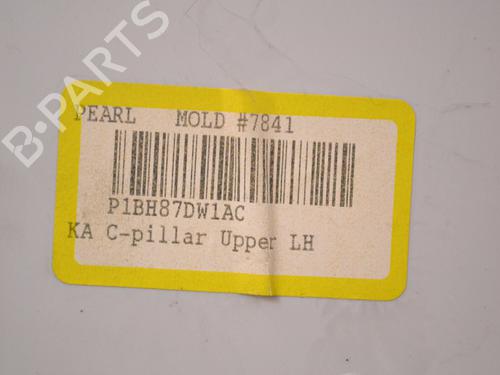 B-PARTS
PEARL MOLD #7841
P1BH87DW1AC
KA C-pillar Upper LH